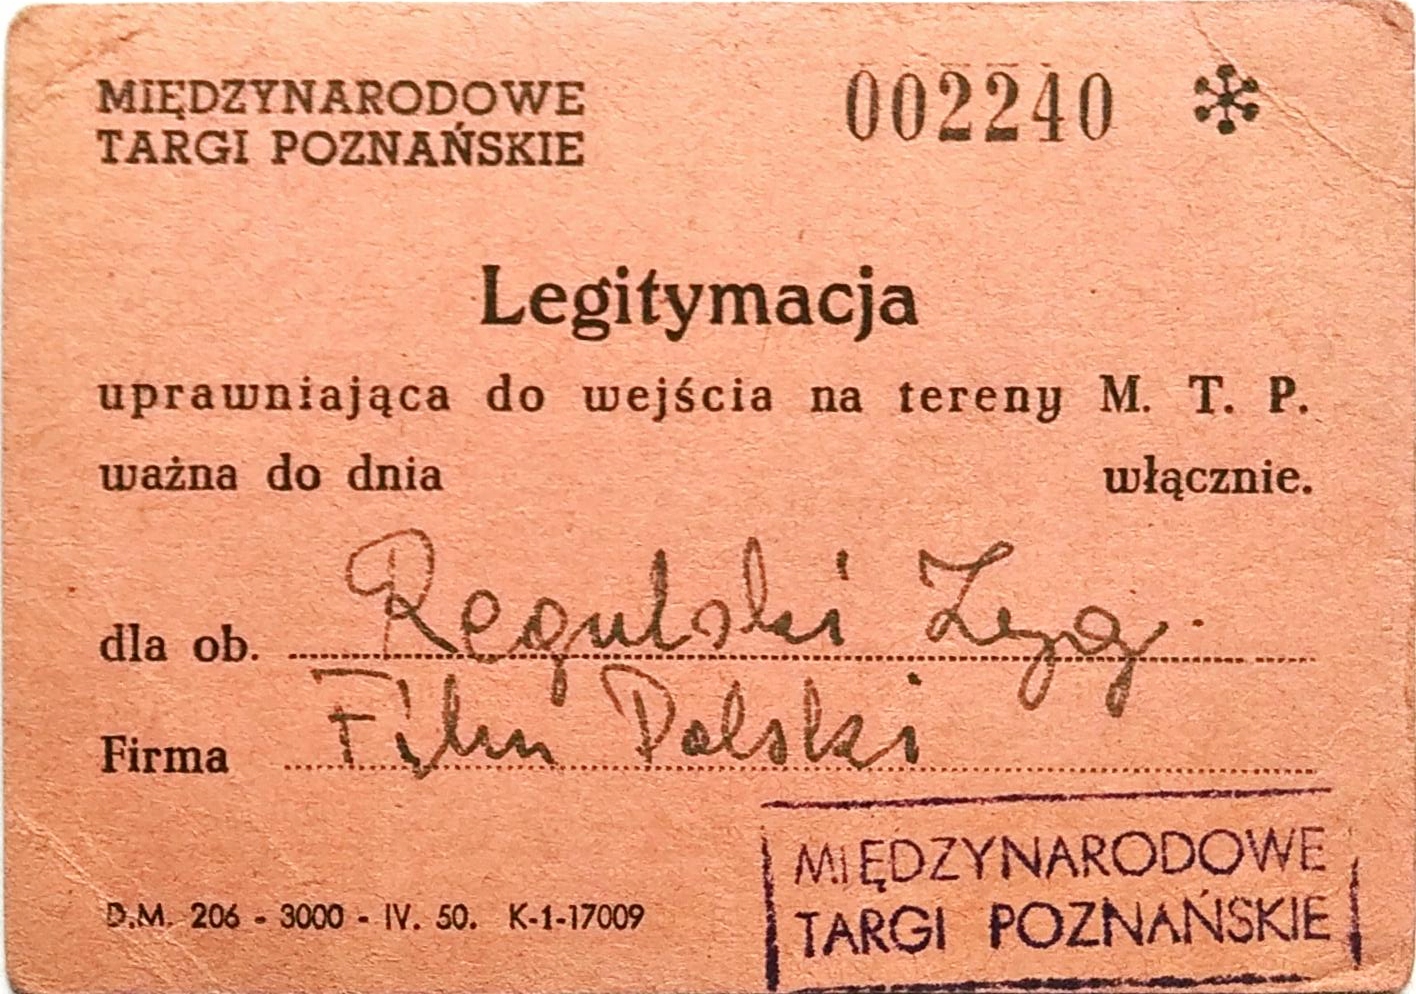 MIĘDZYNARODOWE
TARGI POZNAŃSKIE
002240
Legitymacja
uprawniająca do wejścia na tereny M. T. P.
ważna do dnia włącznie.
dla ob. Regulski Zyg.
Firma Film Polski
MIĘDZYNARODOWE
TARGI POZNAŃSKIE
D.M. 206 - 3000 - IV. 50. K-1-17009